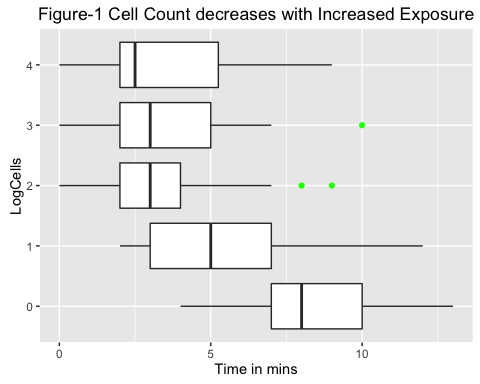 Figure-1 Cell Count decreases with Increased Exposure
4
3
2
1
0
LogCells
0 5 10
Time in mins